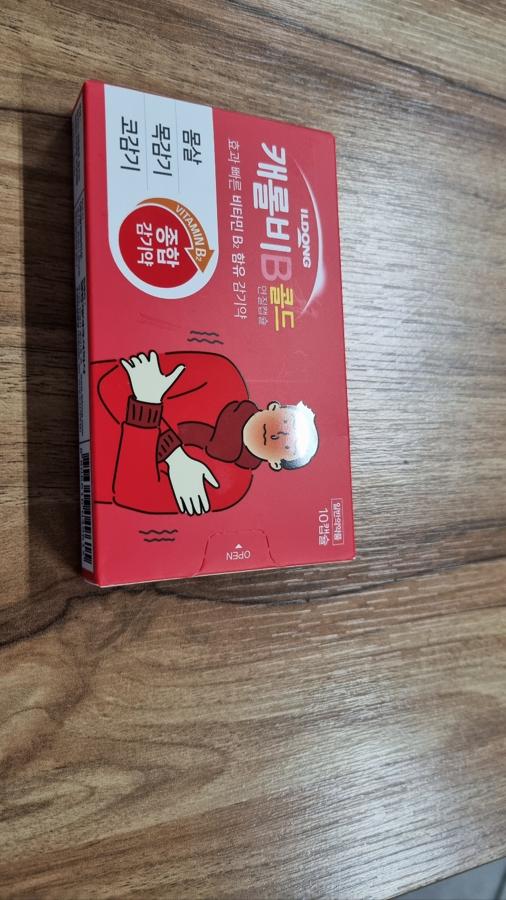 ILDONG
캐롤비B콜드
연질캡슐
효과 빠른 비타민 B₂ 함유 감기약
몸살
목감기
코감기
VITAMIN B₂
종합
감기약
일반의약품
10캡슐
OPEN